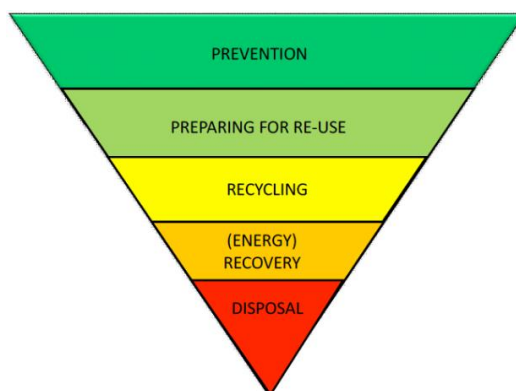 PREVENTION
PREPARING FOR RE-USE
RECYCLING
(ENERGY)
RECOVERY
DISPOSAL